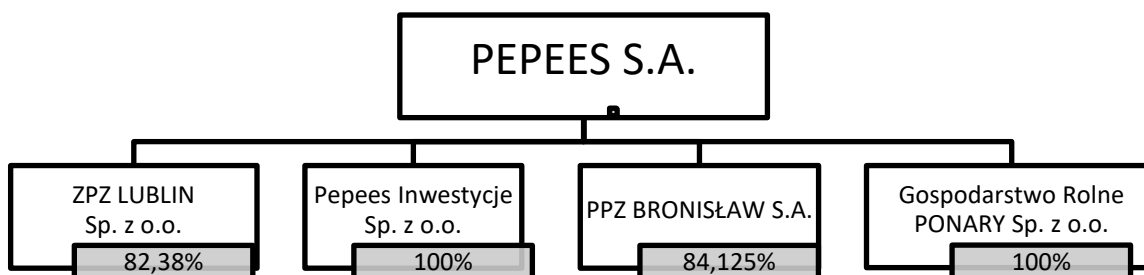 PEPEES S.A.
ZPZ LUBLIN
Sp. z o.o.
82,38%
Pepees Inwestycje
Sp. z o.o.
100%
PPZ BRONISŁAW S.A.
84,125%
Gospodarstwo Rolne
PONARY Sp. z o.o.
100%